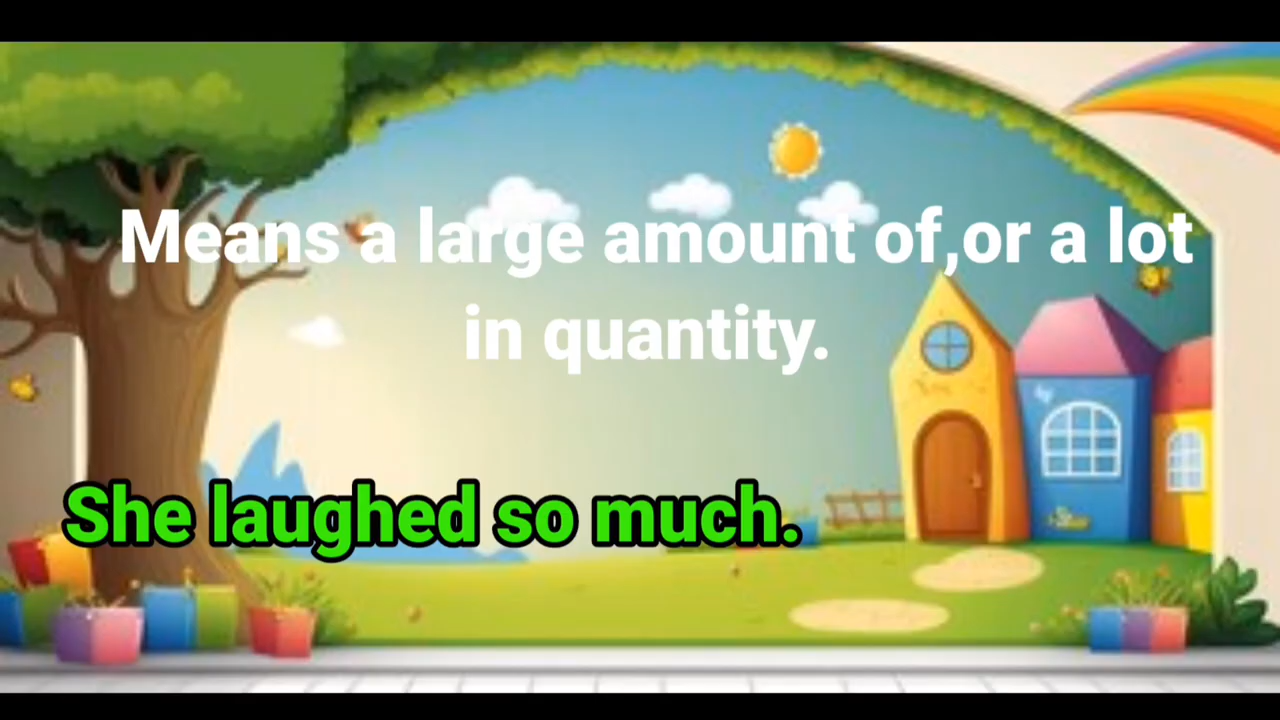 Means a large amount of,or a lot
in quantity.
She laughed so much.